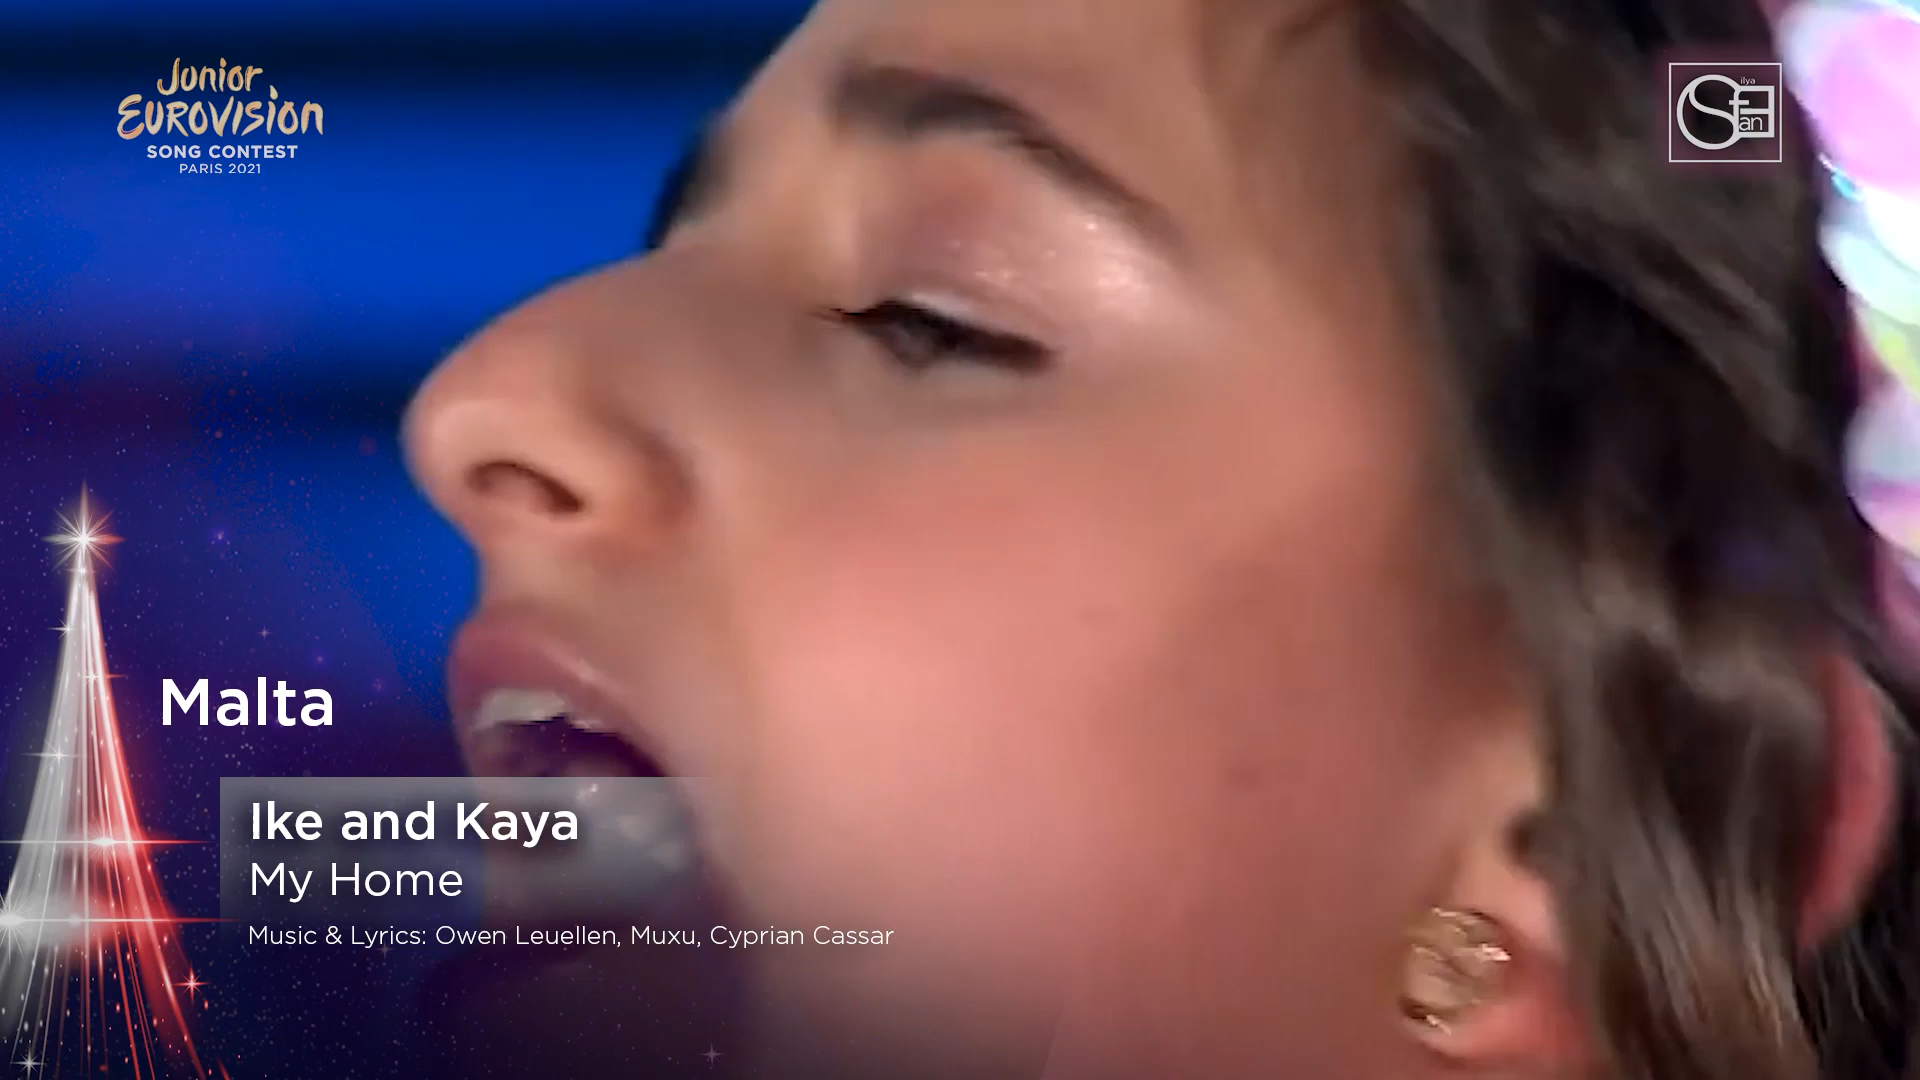 Junior
EUROVISION
SONG CONTEST
PARIS 2021
ilya
Stefan
Malta
Ike and Kaya
My Home
Music & Lyrics: Owen Leuellen, Muxu, Cyprian Cassar